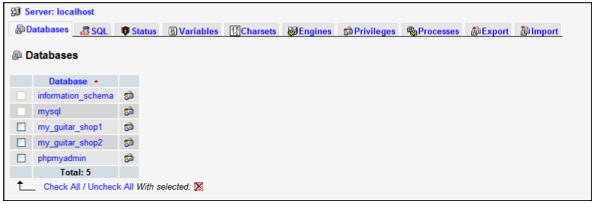 Server: localhost
Databases SQL Status Variables Charsets Engines Privileges Processes Export Import
Databases
Database
information_schema
mysql
my_guitar_shop1
my_guitar_shop2
phpmyadmin
Total: 5
Check All / Uncheck All With selected: